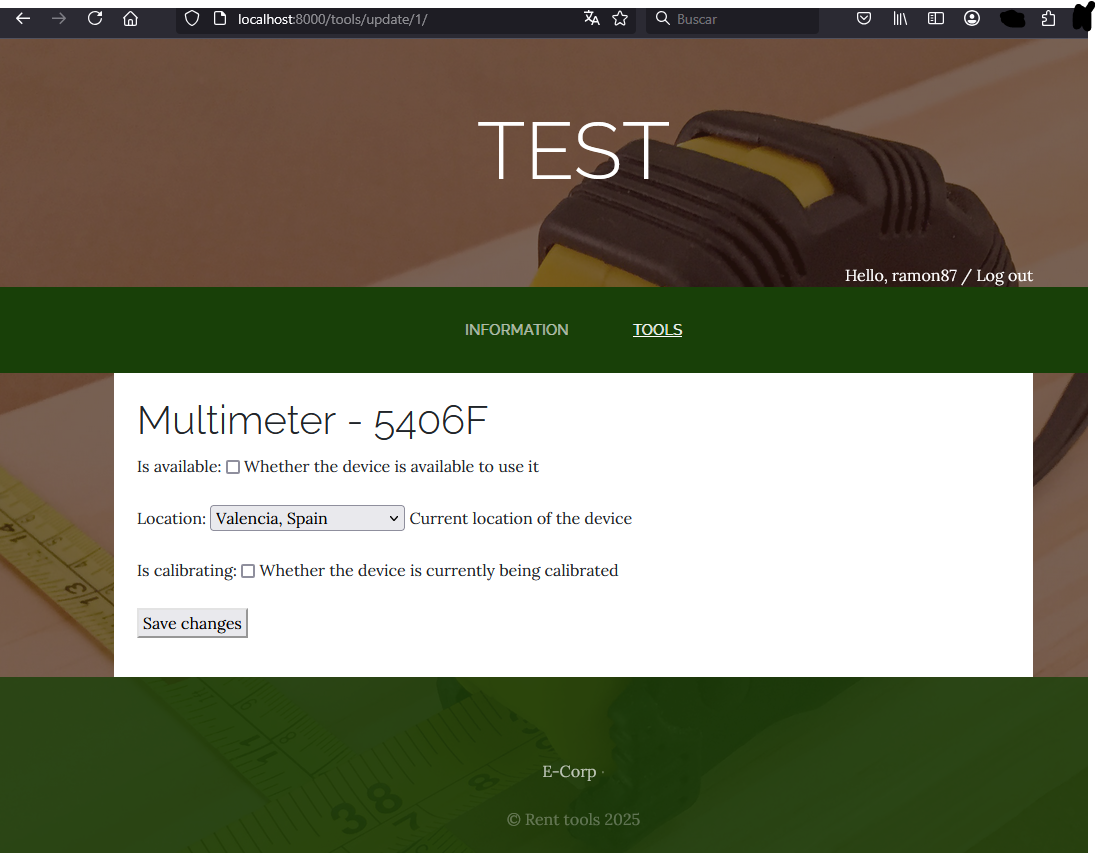 localhost:8000/tools/update/1/
Buscar
TEST
Hello, ramon87 / Log out
INFORMATION TOOLS
Multimeter - 5406F
Is available: Whether the device is available to use it
Location: Valencia, Spain Current location of the device
Is calibrating: Whether the device is currently being calibrated
Save changes
E-Corp ·
© Rent tools 2025